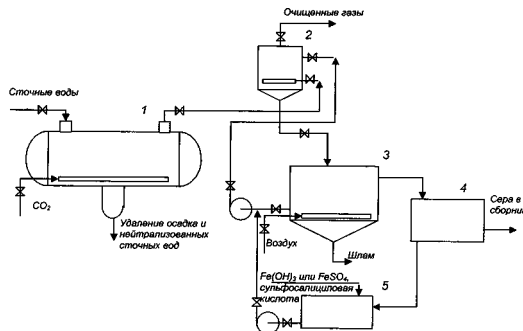 Очищенные газы
2
Сточные воды
1
3
4
Сера в
сборник
CO2
Удаление осадка и
нейтрализованных
сточных вод
Воздух
Шлам
Fe(OH)3 или FeSO4,
сульфосалициловая
кислота
5